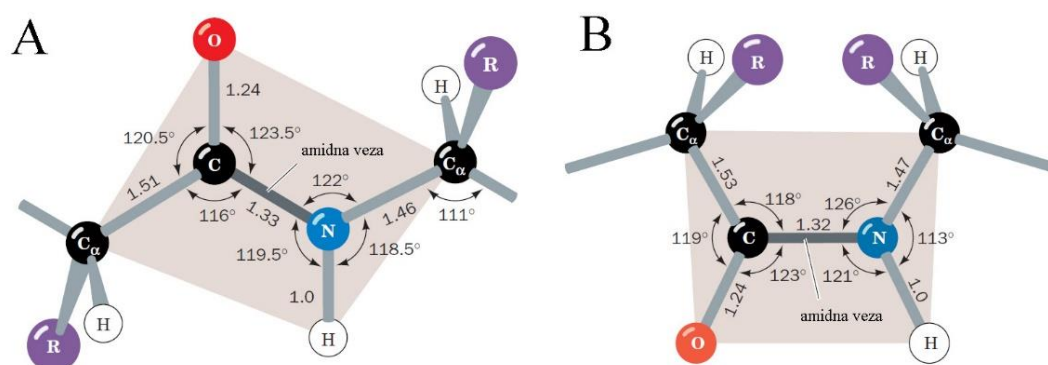 A
O
H
R
1.24
120.5°
123.5°
amidna veza
C
Cα
1.51
116°
1.33
122°
1.46
111°
N
Cα
119.5°
118.5°
1.0
R
H
H
B
H
R
R
H
Cα
Cα
1.53
1.47
118°
126°
119°
C
1.32
N
113°
123°
121°
1.24
1.0
amidna veza
O
H